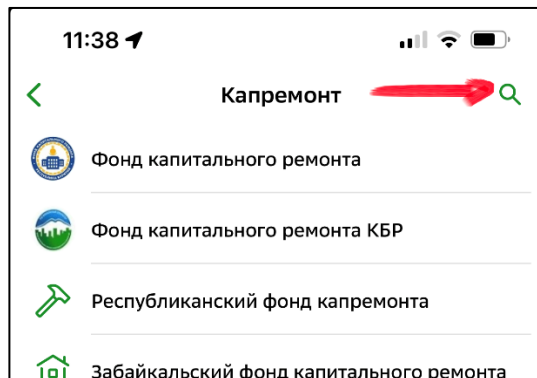 11:38
Капремонт
Фонд капитального ремонта
Фонд капитального ремонта КБР
Республиканский фонд капремонта
Забайкальский фонд капитального ремонта